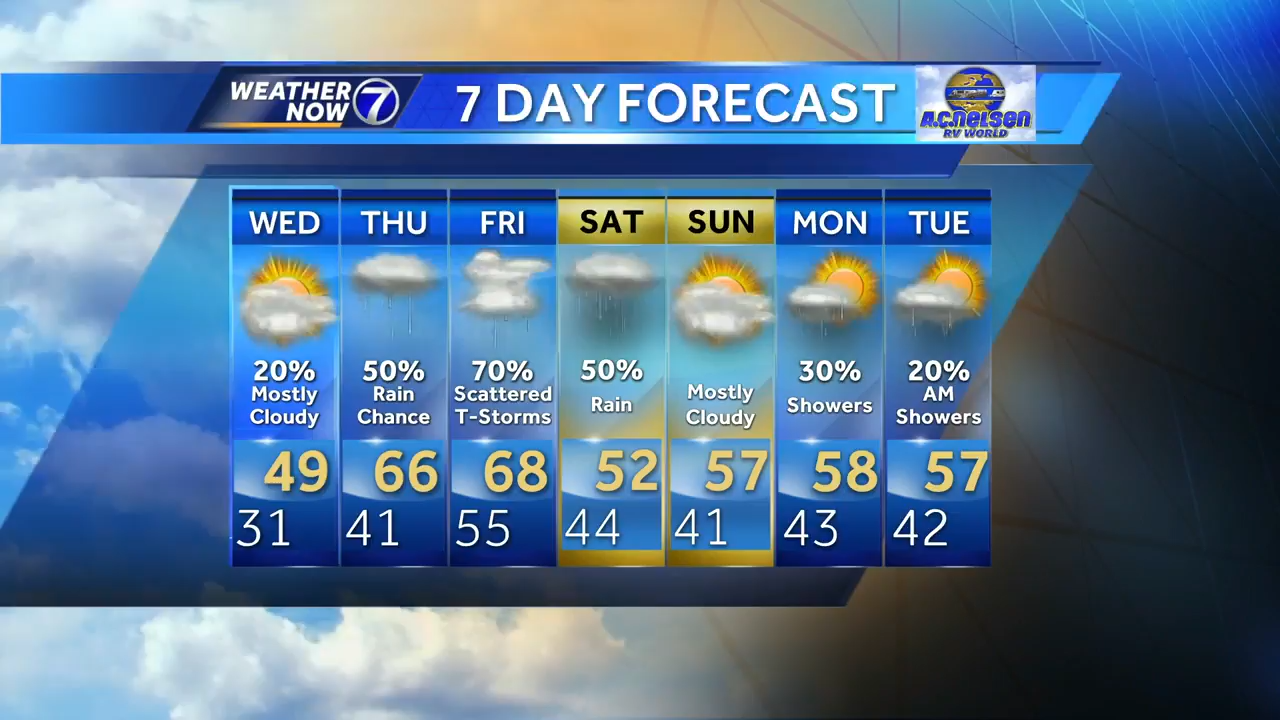 WEATHER
NOW 7
7 DAY FORECAST
A.C.NELSEN
RV WORLD
WED THU FRI SAT SUN MON TUE
20% 50% 70% 50% 30% 20%
Mostly Rain Scattered Rain Mostly Showers AM
Cloudy Chance T-Storms Cloudy Showers
49 66 68 52 57 58 57
31 41 55 44 41 43 42